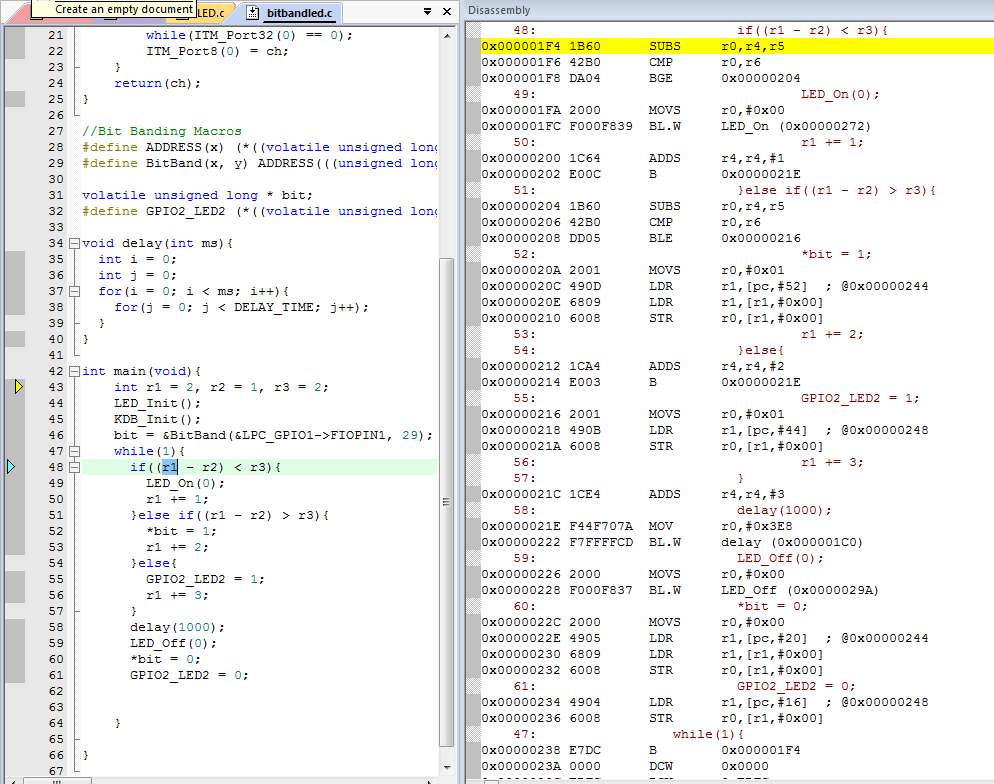 Create an empty document
LED.c
bitbandled.c
21 while(ITM_Port32(0) == 0);
22 ITM_Port8(0) = ch;
23 }
24 return(ch);
25 }
26
27 //Bit Banding Macros
28 #define ADDRESS(x) (*((volatile unsigned long
29 #define BitBand(x, y) ADDRESS(((unsigned long
30
31 volatile unsigned long * bit;
32 #define GPIO2_LED2 (*((volatile unsigned long
33
34 void delay(int ms){
35 int i = 0;
36 int j = 0;
37 for(i = 0; i < ms; i++){
38 for(j = 0; j < DELAY_TIME; j++);
39 }
40 }
41
42 int main(void){
43 int r1 = 2, r2 = 1, r3 = 2;
44 LED_Init();
45 KDB_Init();
46 bit = &BitBand(&LPC_GPIO1->FIOPIN1, 29);
47 while(1){
48 if((r1 - r2) < r3){
49 LED_On(0);
50 r1 += 1;
51 }else if((r1 - r2) > r3){
52 *bit = 1;
53 r1 += 2;
54 }else{
55 GPIO2_LED2 = 1;
56 r1 += 3;
57 }
58 delay(1000);
59 LED_Off(0);
60 *bit = 0;
61 GPIO2_LED2 = 0;
62
63
64 }
65
66 }
67
Disassembly
48: if((r1 - r2) < r3){
0x000001F4 1B60 SUBS r0,r4,r5
0x000001F6 42B0 CMP r0,r6
0x000001F8 DA04 BGE 0x00000204
49: LED_On(0);
0x000001FA 2000 MOVS r0,#0x00
0x000001FC F000F839 BL.W LED_On (0x00000272)
50: r1 += 1;
0x00000200 1C64 ADDS r4,r4,#1
0x00000202 E00C B 0x0000021E
51: }else if((r1 - r2) > r3){
0x00000204 1B60 SUBS r0,r4,r5
0x00000206 42B0 CMP r0,r6
0x00000208 DD05 BLE 0x00000216
52: *bit = 1;
0x0000020A 2001 MOVS r0,#0x01
0x0000020C 490D LDR r1,[pc,#52] ; @0x00000244
0x0000020E 6809 LDR r1,[r1,#0x00]
0x00000210 6008 STR r0,[r1,#0x00]
53: r1 += 2;
54: }else{
0x00000212 1CA4 ADDS r4,r4,#2
0x00000214 E003 B 0x0000021E
55: GPIO2_LED2 = 1;
0x00000216 2001 MOVS r0,#0x01
0x00000218 490B LDR r1,[pc,#44] ; @0x00000248
0x0000021A 6008 STR r0,[r1,#0x00]
56: r1 += 3;
57: }
0x0000021C 1CE4 ADDS r4,r4,#3
58: delay(1000);
0x0000021E F44F707A MOV r0,#0x3E8
0x00000222 F7FFFFCD BL.W delay (0x000001C0)
59: LED_Off(0);
0x00000226 2000 MOVS r0,#0x00
0x00000228 F000F837 BL.W LED_Off (0x0000029A)
60: *bit = 0;
0x0000022C 2000 MOVS r0,#0x00
0x0000022E 4905 LDR r1,[pc,#20] ; @0x00000244
0x00000230 6809 LDR r1,[r1,#0x00]
0x00000232 6008 STR r0,[r1,#0x00]
61: GPIO2_LED2 = 0;
0x00000234 4904 LDR r1,[pc,#16] ; @0x00000248
0x00000236 6008 STR r0,[r1,#0x00]
47: while(1){
0x00000238 E7DC B 0x000001F4
0x0000023A 0000 DCW 0x0000